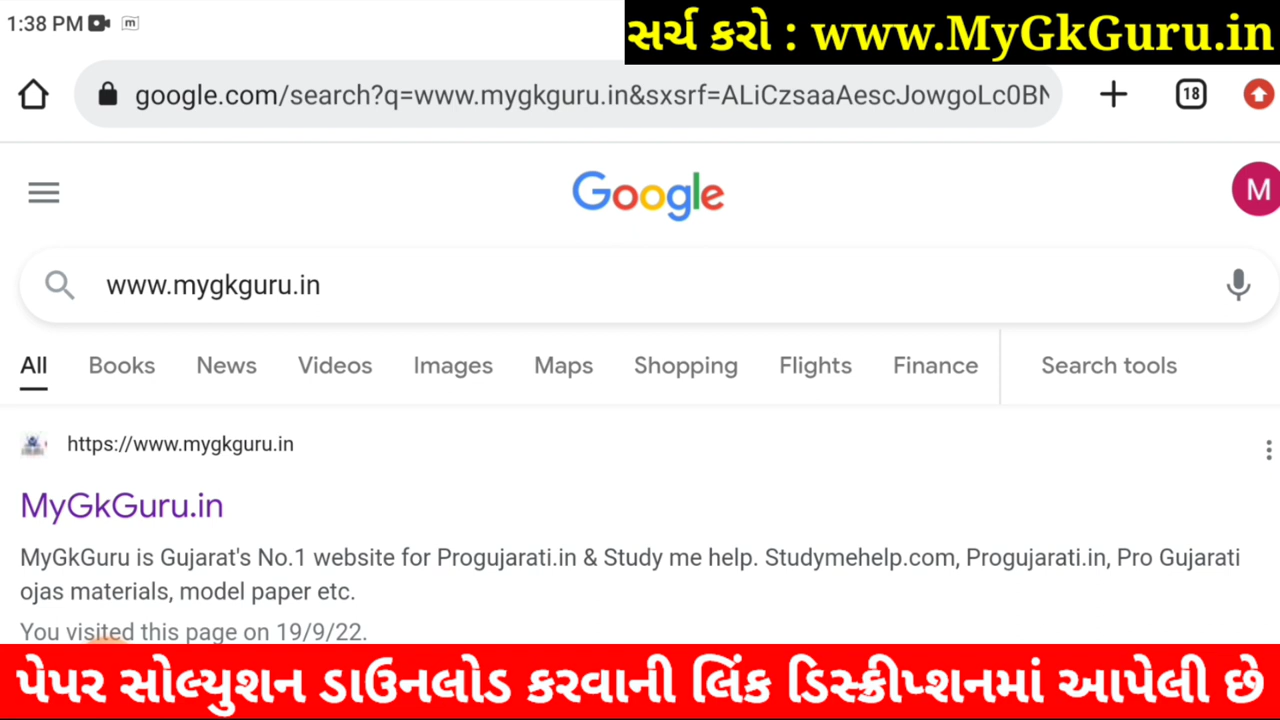 1:38 PM m
સર્ચ કરો : www.MyGkGuru.in
google.com/search?q=www.mygkguru.in&sxsrf=ALiCzsaaAescJowgoLc0BN
18
Google
M
www.mygkguru.in
All Books News Videos Images Maps Shopping Flights Finance Search tools
https://www.mygkguru.in
MyGkGuru.in
MyGkGuru is Gujarat's No.1 website for Progujarati.in & Study me help. Studymehelp.com, Progujarati.in, Pro Gujarati
ojas materials, model paper etc.
You visited this page on 19/9/22.
પેપર સોલ્યુશન ડાઉનલોડ કરવાની લિંક ડિસ્ક્રીપ્શનમાં આપેલી છે